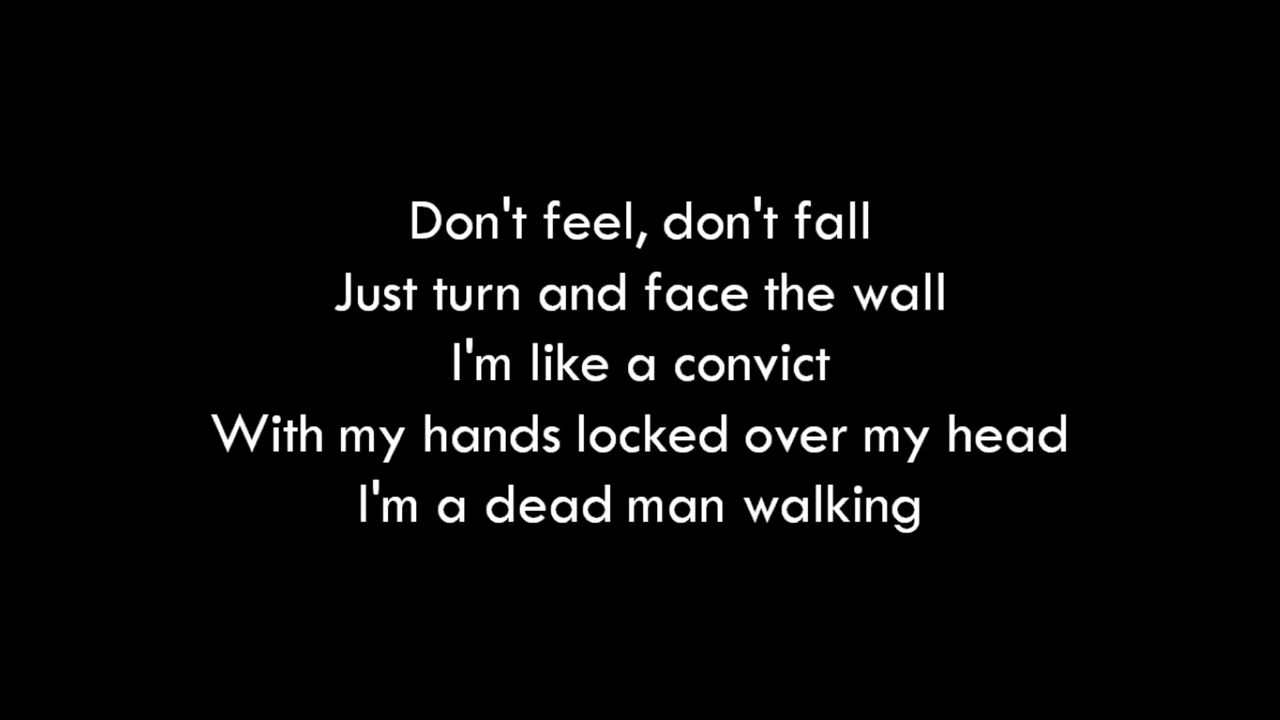 Don't feel, don't fall
Just turn and face the wall
I'm like a convict
With my hands locked over my head
I'm a dead man walking